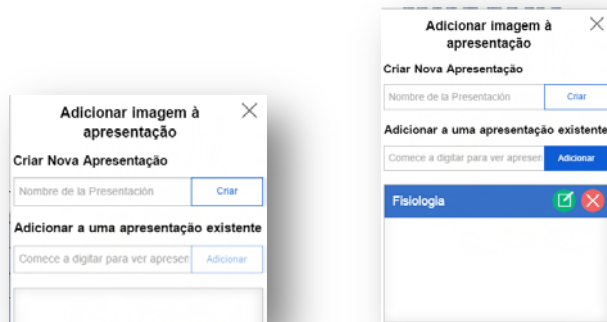 Adicionar imagem à
apresentação
Criar Nova Apresentação
Nombre de la Presentación
Criar
Adicionar a uma apresentação existente
Comece a digitar para ver apresen
Adicionar
Adicionar imagem à
apresentação
Criar Nova Apresentação
Nombre de la Presentación
Criar
Adicionar a uma apresentação existente
Comece a digitar para ver apresen
Adicionar
Fisiologia